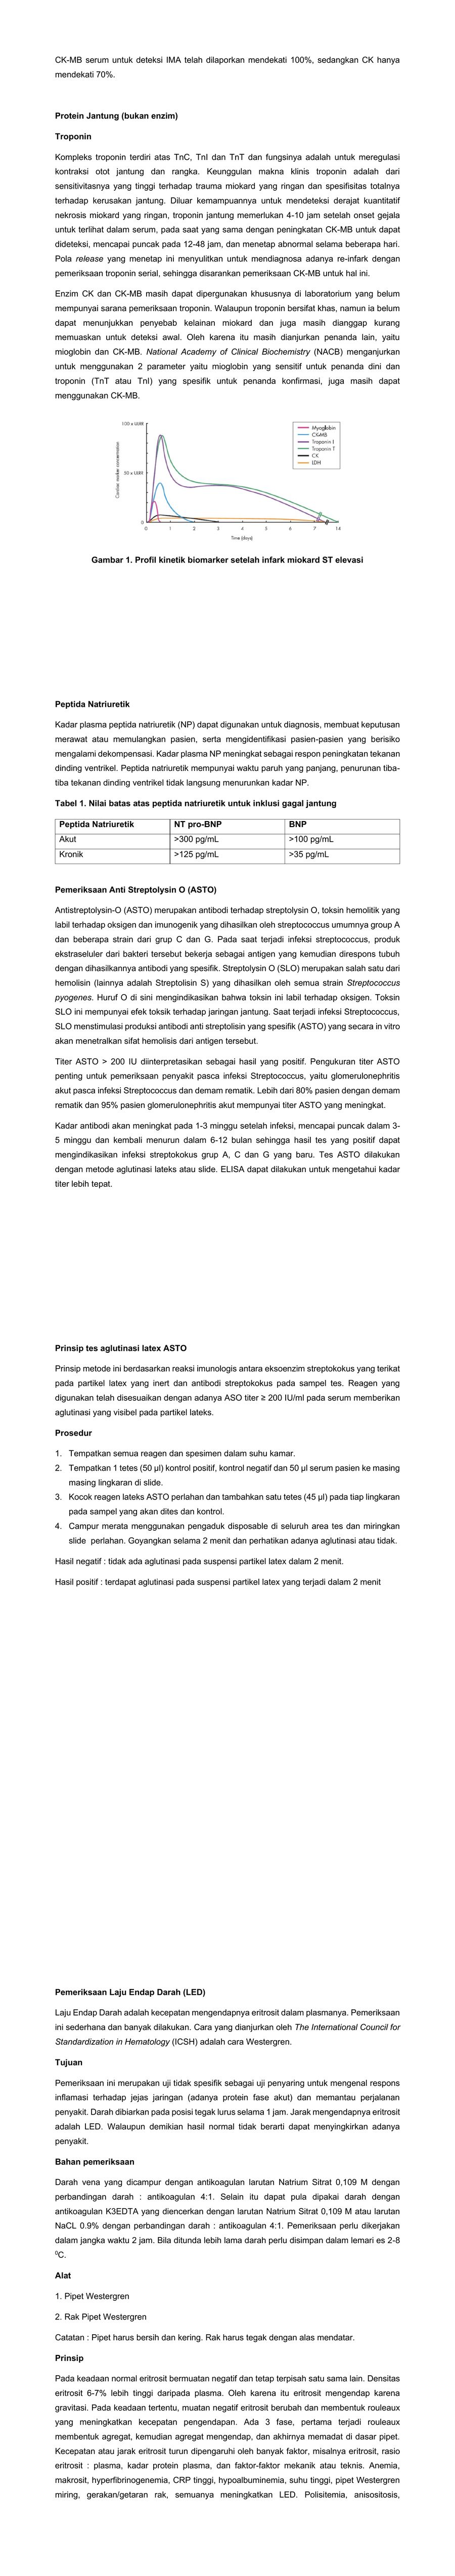 CK-MB serum untuk deteksi IMA telah dilaporkan mendekati 100%, sedangkan CK hanya
mendekati 70%.
Protein Jantung (bukan enzim)
Troponin
Kompleks troponin terdiri atas TnC, TnI dan TnT dan fungsinya adalah untuk meregulasi
kontraksi otot jantung dan rangka. Keunggulan makna klinis troponin adalah dari
sensitivitasnya yang tinggi terhadap trauma miokard yang ringan dan spesifisitas totalnya
terhadap kerusakan jantung. Diluar kemampuannya untuk mendeteksi derajat kuantitatif
nekrosis miokard yang ringan, troponin jantung memerlukan 4-10 jam setelah onset gejala
untuk terlihat dalam serum, pada saat yang sama dengan peningkatan CK-MB untuk dapat
dideteksi, mencapai puncak pada 12-48 jam, dan menetap abnormal selama beberapa hari.
Pola release yang menetap ini menyulitkan untuk mendiagnosa adanya re-infark dengan
pemeriksaan troponin serial, sehingga disarankan pemeriksaan CK-MB untuk hal ini.
Enzim CK dan CK-MB masih dapat dipergunakan khususnya di laboratorium yang belum
mempunyai sarana pemeriksaan troponin. Walaupun troponin bersifat khas, namun ia belum
dapat menunjukkan penyebab kelainan miokard dan juga masih dianggap kurang
memuaskan untuk deteksi awal. Oleh karena itu masih dianjurkan penanda lain, yaitu
mioglobin dan CK-MB. National Academy of Clinical Biochemistry (NACB) menganjurkan
untuk menggunakan 2 parameter yaitu mioglobin yang sensitif untuk penanda dini dan
troponin (TnT atau TnI) yang spesifik untuk penanda konfirmasi, juga masih dapat
menggunakan CK-MB.
100 x ULRR
50 x ULRR
0
Cardiac marker concentration
Myoglobin
CK-MB
Troponin I
Troponin T
CK
LDH
0 1 2 3 4 5 6 7 14
Time (days)
Gambar 1. Profil kinetik biomarker setelah infark miokard ST elevasi
Peptida Natriuretik
Kadar plasma peptida natriuretik (NP) dapat digunakan untuk diagnosis, membuat keputusan
merawat atau memulangkan pasien, serta mengidentifikasi pasien-pasien yang berisiko
mengalami dekompensasi. Kadar plasma NP meningkat sebagai respon peningkatan tekanan
dinding ventrikel. Peptida natriuretik mempunyai waktu paruh yang panjang, penurunan tiba-
tiba tekanan dinding ventrikel tidak langsung menurunkan kadar NP.
Tabel 1. Nilai batas atas peptida natriuretik untuk inklusi gagal jantung
Peptida Natriuretik NT pro-BNP BNP
Akut >300 pg/mL >100 pg/mL
Kronik >125 pg/mL >35 pg/mL
Pemeriksaan Anti Streptolysin O (ASTO)
Antistreptolysin-O (ASTO) merupakan antibodi terhadap streptolysin O, toksin hemolitik yang
labil terhadap oksigen dan imunogenik yang dihasilkan oleh streptococcus umumnya group A
dan beberapa strain dari grup C dan G. Pada saat terjadi infeksi streptococcus, produk
ekstraseluler dari bakteri tersebut bekerja sebagai antigen yang kemudian direspons tubuh
dengan dihasilkannya antibodi yang spesifik. Streptolysin O (SLO) merupakan salah satu dari
hemolisin (lainnya adalah Streptolisin S) yang dihasilkan oleh semua strain Streptococcus
pyogenes. Huruf O di sini mengindikasikan bahwa toksin ini labil terhadap oksigen. Toksin
SLO ini mempunyai efek toksik terhadap jaringan jantung. Saat terjadi infeksi Streptococcus,
SLO menstimulasi produksi antibodi anti streptolisin yang spesifik (ASTO) yang secara in vitro
akan menetralkan sifat hemolisis dari antigen tersebut.
Titer ASTO > 200 IU diinterpretasikan sebagai hasil yang positif. Pengukuran titer ASTO
penting untuk pemeriksaan penyakit pasca infeksi Streptococcus, yaitu glomerulonephritis
akut pasca infeksi Streptococcus dan demam rematik. Lebih dari 80% pasien dengan demam
rematik dan 95% pasien glomerulonephritis akut mempunyai titer ASTO yang meningkat.
Kadar antibodi akan meningkat pada 1-3 minggu setelah infeksi, mencapai puncak dalam 3-
5 minggu dan kembali menurun dalam 6-12 bulan sehingga hasil tes yang positif dapat
mengindikasikan infeksi streptokokus grup A, C dan G yang baru. Tes ASTO dilakukan
dengan metode aglutinasi lateks atau slide. ELISA dapat dilakukan untuk mengetahui kadar
titer lebih tepat.
Prinsip tes aglutinasi latex ASTO
Prinsip metode ini berdasarkan reaksi imunologis antara eksoenzim streptokokus yang terikat
pada partikel latex yang inert dan antibodi streptokokus pada sampel tes. Reagen yang
digunakan telah disesuaikan dengan adanya ASO titer ≥ 200 IU/ml pada serum memberikan
aglutinasi yang visibel pada partikel lateks.
Prosedur
1. Tempatkan semua reagen dan spesimen dalam suhu kamar.
2. Tempatkan 1 tetes (50 µl) kontrol positif, kontrol negatif dan 50 µl serum pasien ke masing
masing lingkaran di slide.
3. Kocok reagen lateks ASTO perlahan dan tambahkan satu tetes (45 µl) pada tiap lingkaran
pada sampel yang akan dites dan kontrol.
4. Campur merata menggunakan pengaduk disposable di seluruh area tes dan miringkan
slide perlahan. Goyangkan selama 2 menit dan perhatikan adanya aglutinasi atau tidak.
Hasil negatif : tidak ada aglutinasi pada suspensi partikel latex dalam 2 menit.
Hasil positif : terdapat aglutinasi pada suspensi partikel latex yang terjadi dalam 2 menit
Pemeriksaan Laju Endap Darah (LED)
Laju Endap Darah adalah kecepatan mengendapnya eritrosit dalam plasmanya. Pemeriksaan
ini sederhana dan banyak dilakukan. Cara yang dianjurkan oleh The International Council for
Standardization in Hematology (ICSH) adalah cara Westergren.
Tujuan
Pemeriksaan ini merupakan uji tidak spesifik sebagai uji penyaring untuk mengenal respons
inflamasi terhadap jejas jaringan (adanya protein fase akut) dan memantau perjalanan
penyakit. Darah dibiarkan pada posisi tegak lurus selama 1 jam. Jarak mengendapnya eritrosit
adalah LED. Walaupun demikian hasil normal tidak berarti dapat menyingkirkan adanya
penyakit.
Bahan pemeriksaan
Darah vena yang dicampur dengan antikoagulan larutan Natrium Sitrat 0,109 M dengan
perbandingan darah : antikoagulan 4:1. Selain itu dapat pula dipakai darah dengan
antikoagulan K3EDTA yang diencerkan dengan larutan Natrium Sitrat 0,109 M atau larutan
NaCL 0.9% dengan perbandingan darah : antikoagulan 4:1. Pemeriksaan perlu dikerjakan
dalam jangka waktu 2 jam. Bila ditunda lebih lama darah perlu disimpan dalam lemari es 2-8
⁰C.
Alat
1. Pipet Westergren
2. Rak Pipet Westergren
Catatan : Pipet harus bersih dan kering. Rak harus tegak dengan alas mendatar.
Prinsip
Pada keadaan normal eritrosit bermuatan negatif dan tetap terpisah satu sama lain. Densitas
eritrosit 6-7% lebih tinggi daripada plasma. Oleh karena itu eritrosit mengendap karena
gravitasi. Pada keadaan tertentu, muatan negatif eritrosit berubah dan membentuk rouleaux
yang meningkatkan kecepatan pengendapan. Ada 3 fase, pertama terjadi rouleaux
membentuk agregat, kemudian agregat mengendap, dan akhirnya memadat di dasar pipet.
Kecepatan atau jarak eritrosit turun dipengaruhi oleh banyak faktor, misalnya eritrosit, rasio
eritrosit : plasma, kadar protein plasma, dan faktor-faktor mekanik atau teknis. Anemia,
makrosit, hyperfibrinogenemia, CRP tinggi, hypoalbuminemia, suhu tinggi, pipet Westergren
miring, gerakan/getaran rak, semuanya meningkatkan LED. Polisitemia, anisositosis,